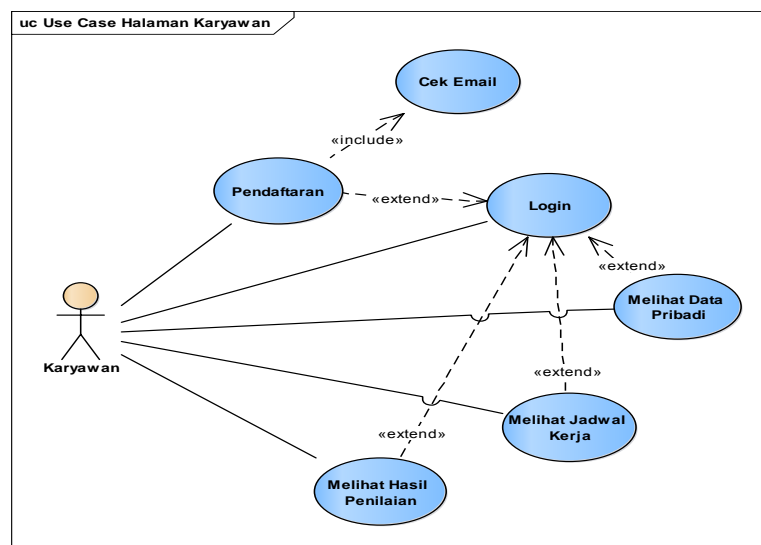 uc Use Case Halaman Karyawan
Cek Email
«include»
Pendaftaran
«extend»
Login
«extend»
Melihat Data
Pribadi
Karyawan
«extend»
Melihat Jadwal
Kerja
«extend»
Melihat Hasil
Penilaian